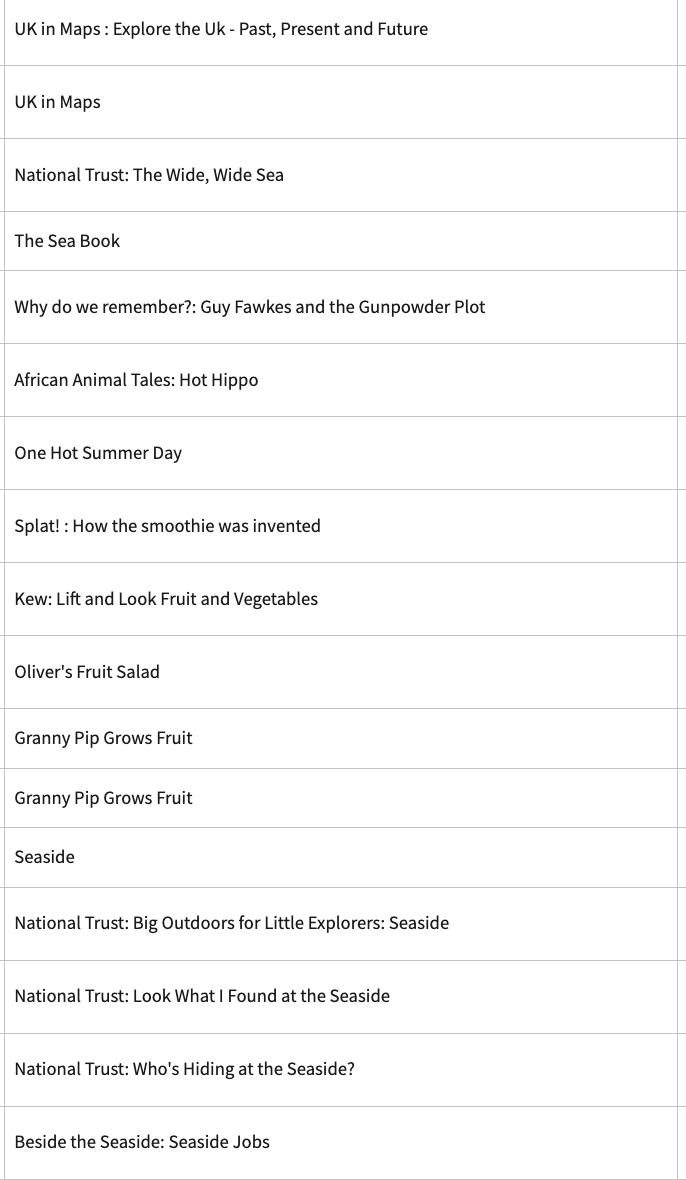 UK in Maps : Explore the Uk - Past, Present and Future
UK in Maps
National Trust: The Wide, Wide Sea
The Sea Book
Why do we remember?: Guy Fawkes and the Gunpowder Plot
African Animal Tales: Hot Hippo
One Hot Summer Day
Splat! : How the smoothie was invented
Kew: Lift and Look Fruit and Vegetables
Oliver's Fruit Salad
Granny Pip Grows Fruit
Granny Pip Grows Fruit
Seaside
National Trust: Big Outdoors for Little Explorers: Seaside
National Trust: Look What I Found at the Seaside
National Trust: Who's Hiding at the Seaside?
Beside the Seaside: Seaside Jobs